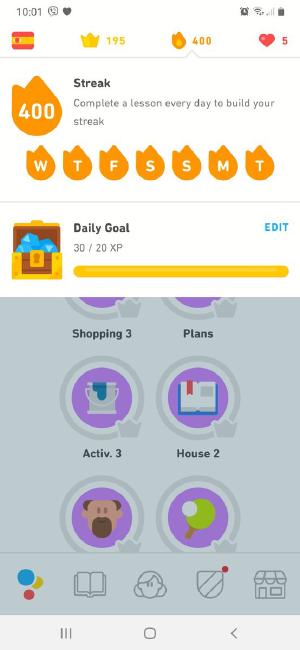 10:01
195
400
5
400
Streak
Complete a lesson every day to build your
streak
W T F S S M T
Daily Goal
EDIT
30 / 20 XP
Shopping 3
Plans
Activ. 3
House 2